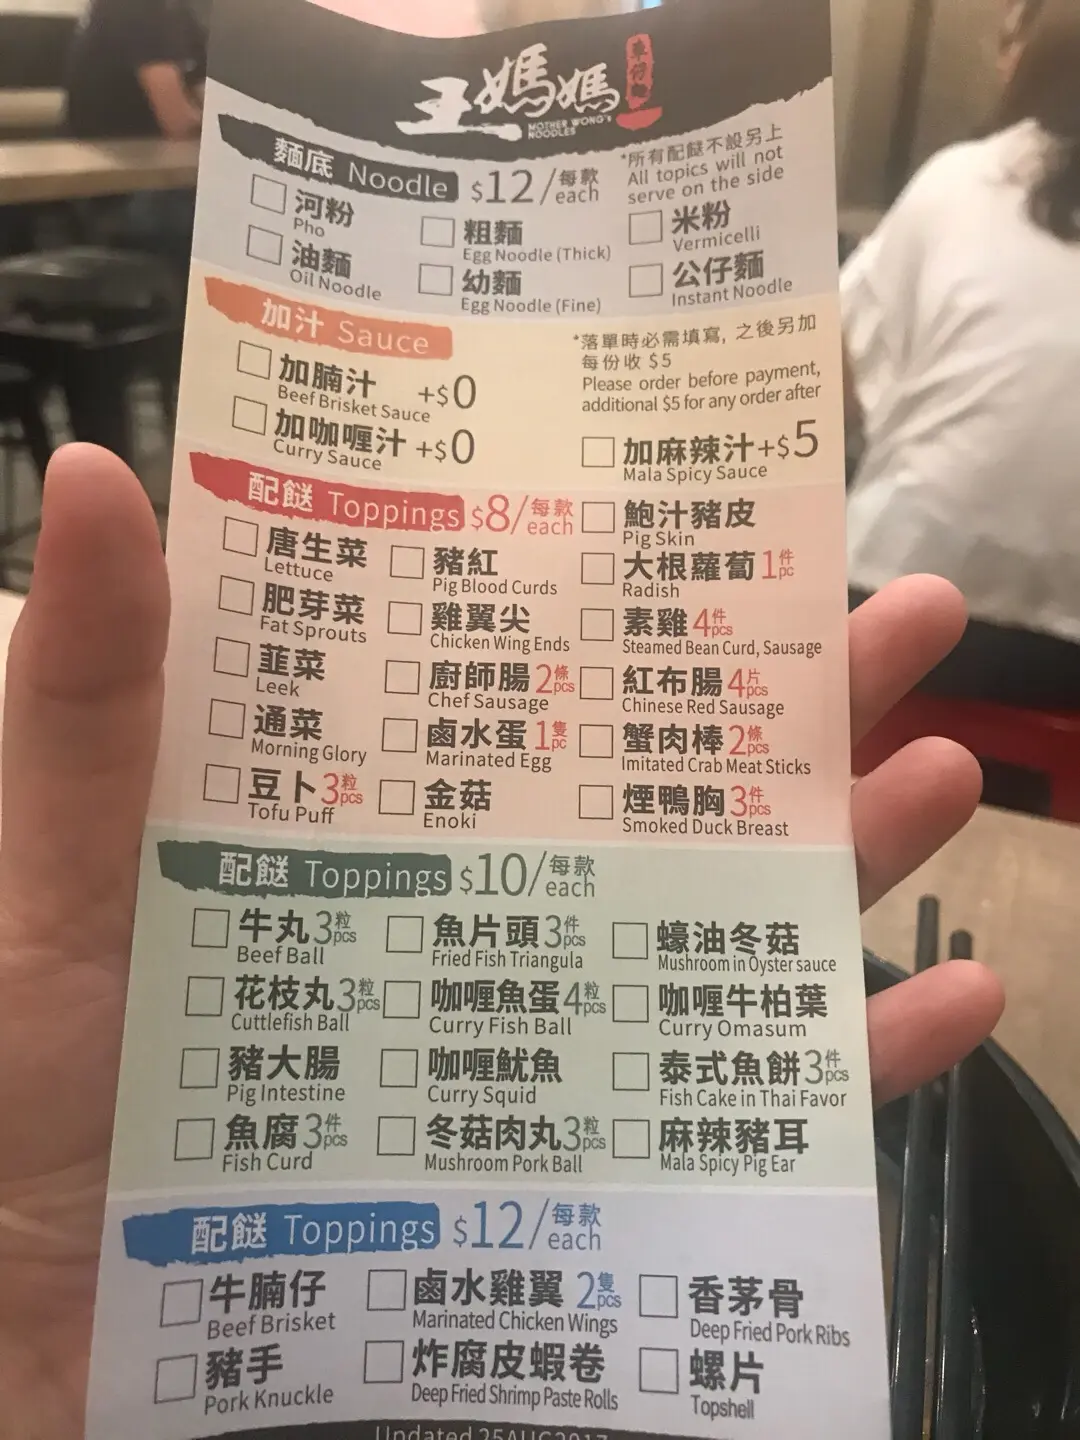 王媽媽
車仔麵
MOTHER WONG'S
NOODLES
麵底 Noodle $12/每款 each
*所有配餸不設另上
All topics will not
serve on the side
河粉
Pho
粗麵
Egg Noodle (Thick)
米粉
Vermicelli
油麵
Oil Noodle
幼麵
Egg Noodle (Fine)
公仔麵
Instant Noodle
加汁 Sauce
*落單時必需填寫, 之後另加
每份收 $5
Please order before payment,
additional $5 for any order after
加腩汁 +$0
Beef Brisket Sauce
加咖喱汁 +$0
Curry Sauce
加麻辣汁+$5
Mala Spicy Sauce
配餸 Toppings $8/每款 each
唐生菜
Lettuce
肥芽菜
Fat Sprouts
韮菜
Leek
通菜
Morning Glory
豆卜3粒 pcs
Tofu Puff
豬紅
Pig Blood Curds
雞翼尖
Chicken Wing Ends
廚師腸2條 pcs
Chef Sausage
鹵水蛋1隻 pc
Marinated Egg
金菇
Enoki
鮑汁豬皮
Pig Skin
大根蘿蔔1件 pc
Radish
素雞4件 pcs
Steamed Bean Curd, Sausage
紅布腸4片 pcs
Chinese Red Sausage
蟹肉棒2條 pcs
Imitated Crab Meat Sticks
煙鴨胸3件 pcs
Smoked Duck Breast
配餸 Toppings $10/每款 each
牛丸3粒 pcs
Beef Ball
花枝丸3粒 pcs
Cuttlefish Ball
豬大腸
Pig Intestine
魚腐3件 pcs
Fish Curd
魚片頭3件 pcs
Fried Fish Triangula
咖喱魚蛋4粒 pcs
Curry Fish Ball
咖喱魷魚
Curry Squid
冬菇肉丸3粒 pcs
Mushroom Pork Ball
蠔油冬菇
Mushroom in Oyster sauce
咖喱牛柏葉
Curry Omasum
泰式魚餅3件 pcs
Fish Cake in Thai Favor
麻辣豬耳
Mala Spicy Pig Ear
配餸 Toppings $12/每款 each
牛腩仔
Beef Brisket
豬手
Pork Knuckle
鹵水雞翼 2隻 pcs
Marinated Chicken Wings
炸腐皮蝦卷
Deep Fried Shrimp Paste Rolls
香茅骨
Deep Fried Pork Ribs
螺片
Topshell
Updated 25AUG2017